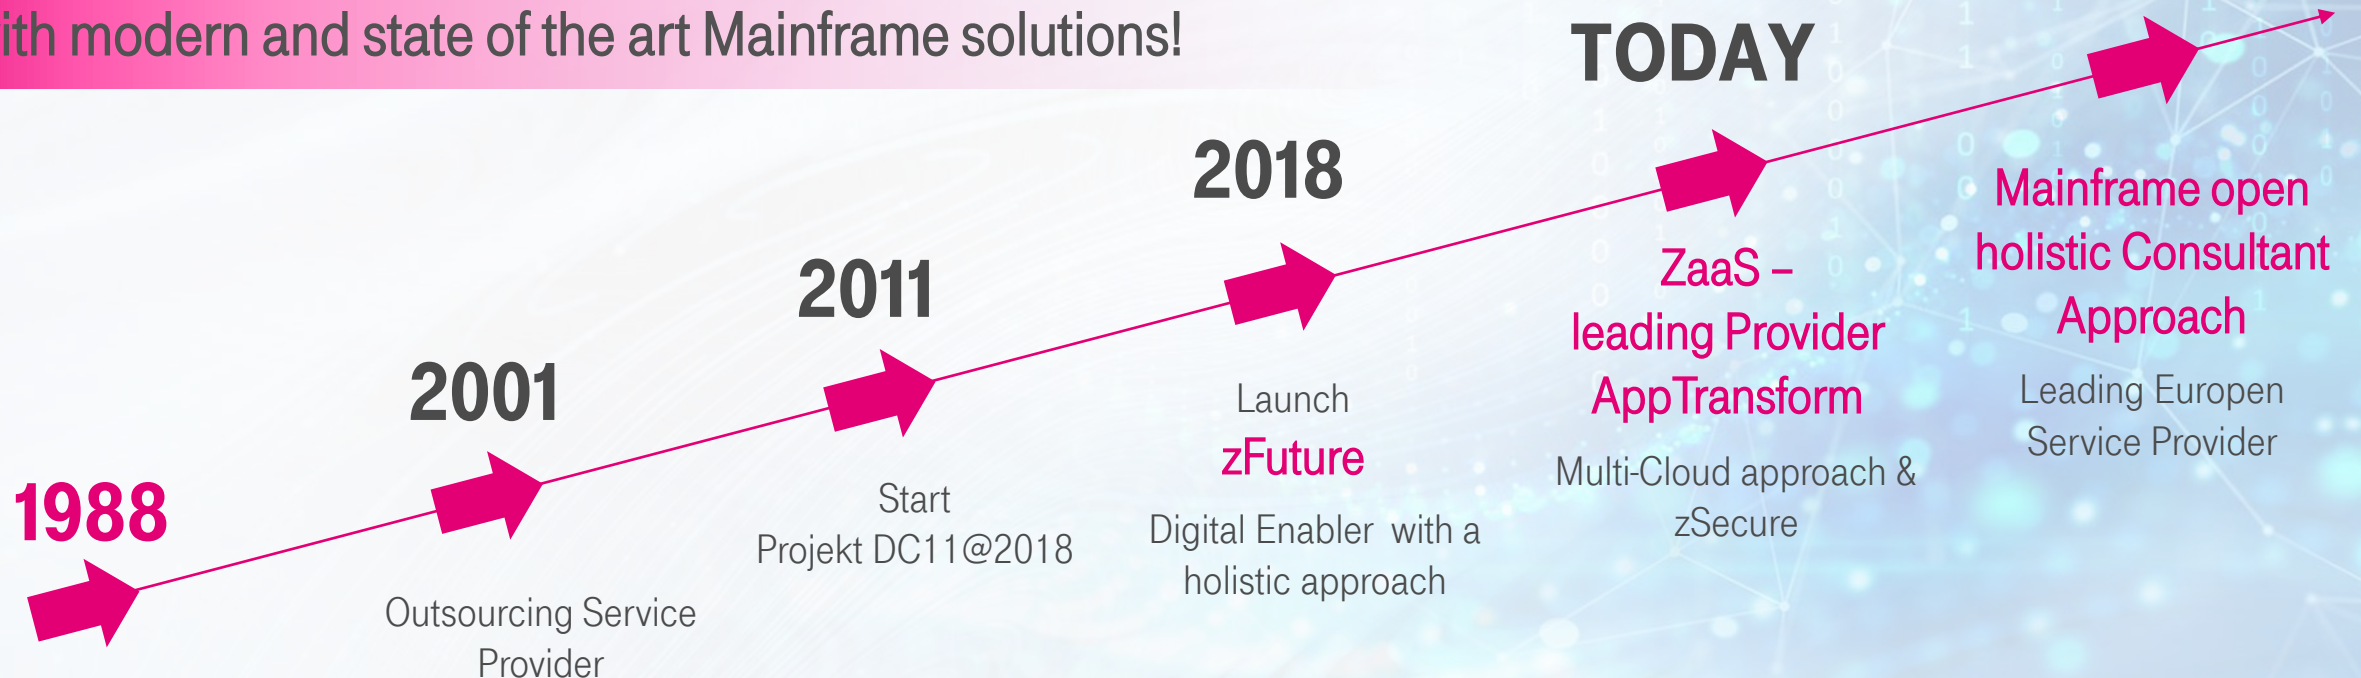 ith modern and state of the art Mainframe solutions!
1988
2001
Outsourcing Service
Provider
2011
Start
Projekt DC11@2018
2018
Launch
zFuture
Digital Enabler with a
holistic approach
TODAY
ZaaS –
leading Provider
AppTransform
Multi-Cloud approach &
zSecure
Mainframe open
holistic Consultant
Approach
Leading Europen
Service Provider